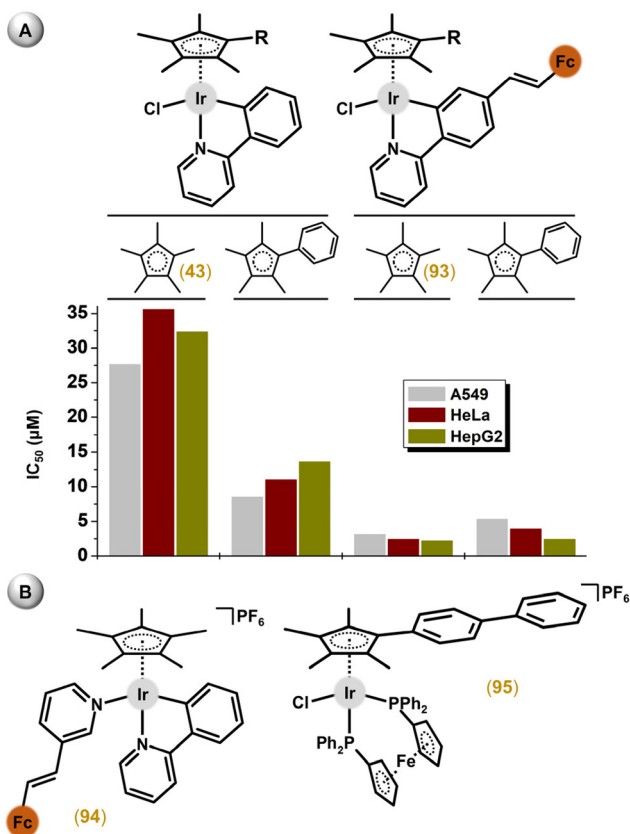 A
R
Ir
Cl
N
R
Fc
Ir
Cl
N
(43)
(93)
35
30
25
20
15
10
5
0
IC50 (µM)
A549
HeLa
HepG2
B
PF6
Ir
N
N
Fc
(94)
PF6
(95)
Cl
Ir
PPh2
Ph2P
Fe